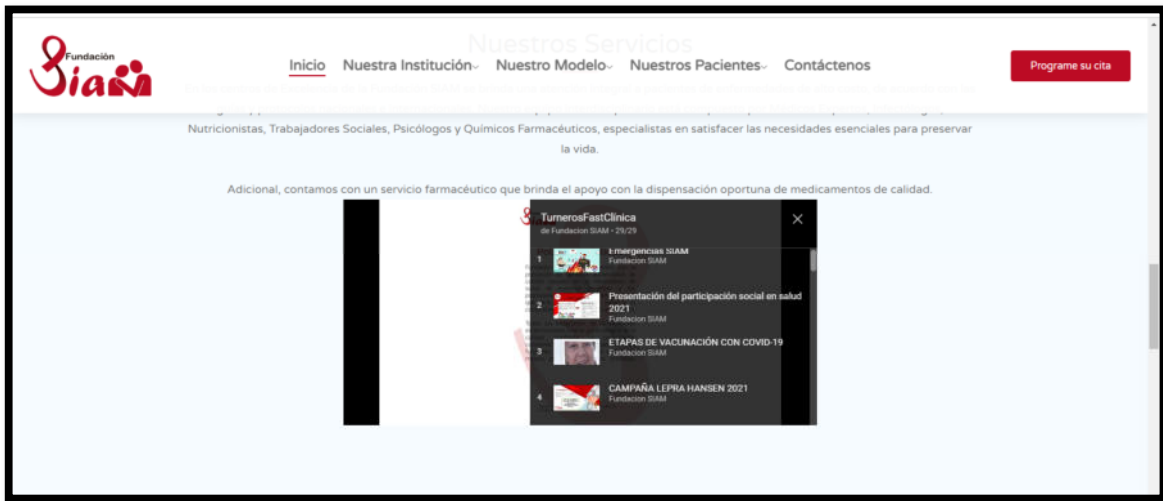 Fundación
Siam
Nuestros Servicios
Inicio Nuestra Institución Nuestro Modelo Nuestros Pacientes Contáctenos
Programe su cita
Nutricionistas, Trabajadores Sociales, Psicólogos y Químicos Farmacéuticos, especialistas en satisfacer las necesidades esenciales para preservar
la vida.
Adicional, contamos con un servicio farmacéutico que brinda el apoyo con la dispensación oportuna de medicamentos de calidad.
TurnerosFastClínica
de Fundacion SIAM • 29/29
1 Emergencias SIAM
Fundacion SIAM
2 Presentación del participación social en salud
2021
Fundacion SIAM
3 ETAPAS DE VACUNACIÓN CON COVID-19
Fundacion SIAM
4 CAMPAÑA LEPRA HANSEN 2021
Fundacion SIAM